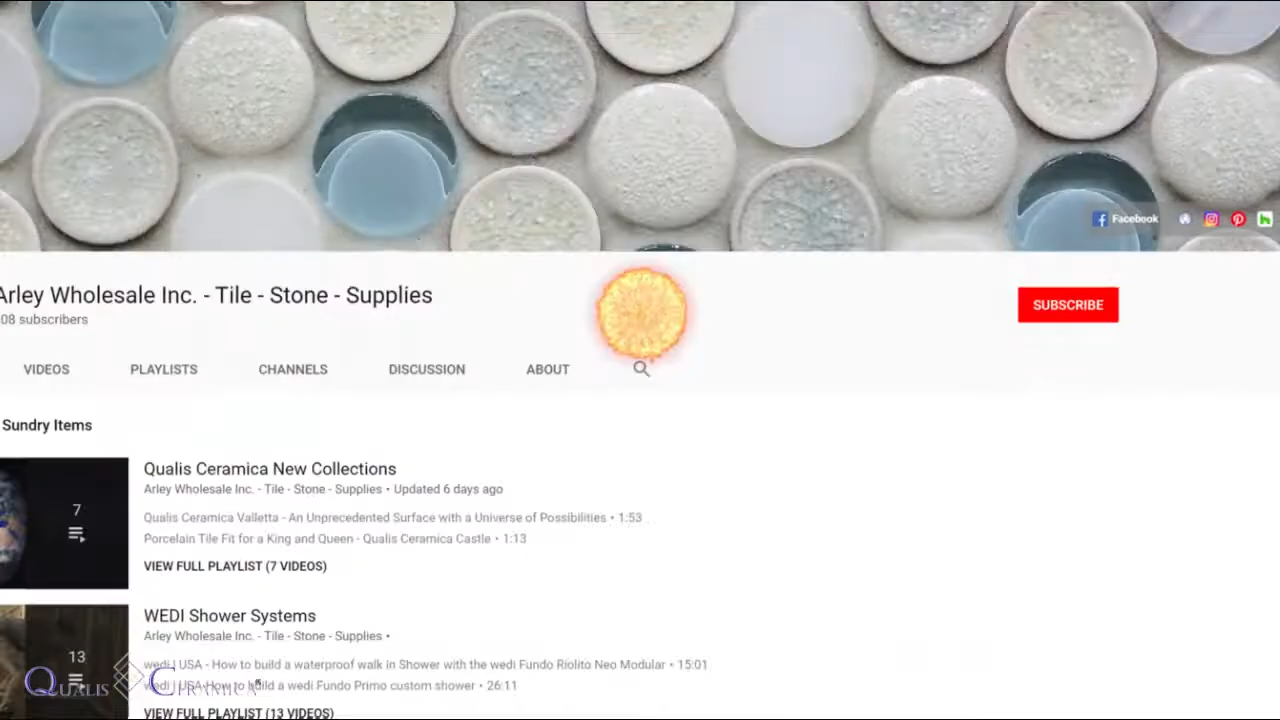 Facebook
Arley Wholesale Inc. - Tile - Stone - Supplies
08 subscribers
SUBSCRIBE
VIDEOS PLAYLISTS CHANNELS DISCUSSION ABOUT
Sundry Items
Qualis Ceramica New Collections
Arley Wholesale Inc. - Tile - Stone - Supplies • Updated 6 days ago
7
Qualis Ceramica Valletta - An Unprecedented Surface with a Universe of Possibilities • 1:53
Porcelain Tile Fit for a King and Queen - Qualis Ceramica Castle • 1:13
VIEW FULL PLAYLIST (7 VIDEOS)
WEDI Shower Systems
Arley Wholesale Inc. - Tile - Stone - Supplies •
13
wedi | USA - How to build a waterproof walk in Shower with the wedi Fundo Riolito Neo Modular • 15:01
wedi | USA How to build a wedi Fundo Primo custom shower • 26:11
QUALIS CERAMICA
VIEW FULL PLAYLIST (13 VIDEOS)